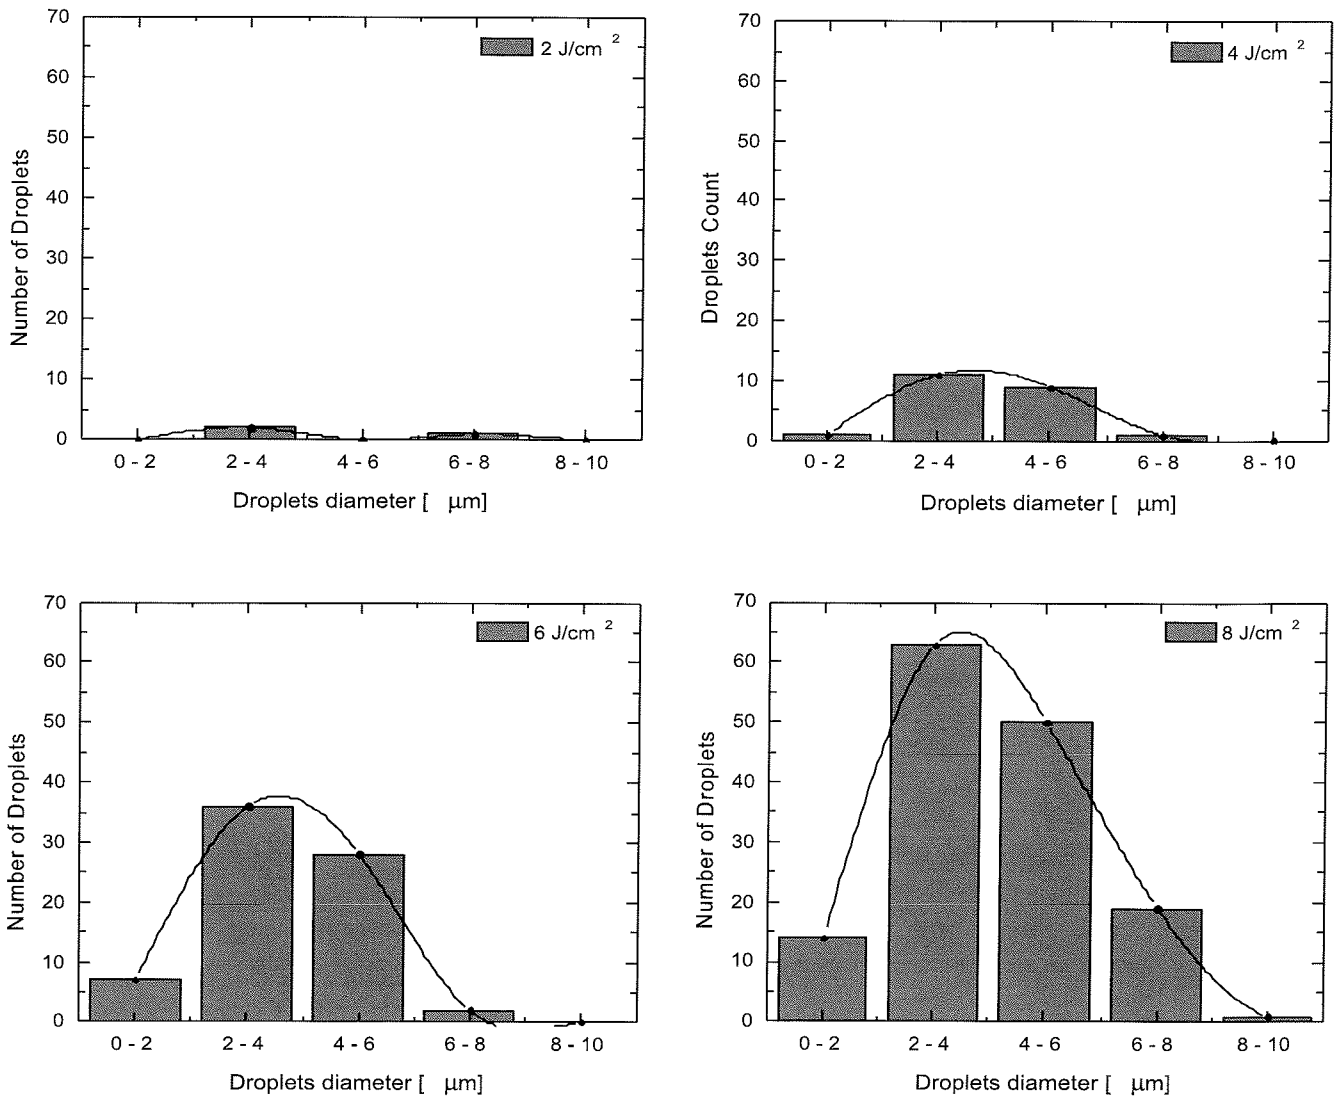 70
60
50
40
30
20
10
0
Number of Droplets
2 J/cm 2
0 - 2 2 - 4 4 - 6 6 - 8 8 - 10
Droplets diameter [ μm]
70
60
50
40
30
20
10
0
Droplets Count
4 J/cm 2
0 - 2 2 - 4 4 - 6 6 - 8 8 - 10
Droplets diameter [ μm]
70
60
50
40
30
20
10
0
Number of Droplets
6 J/cm 2
0 - 2 2 - 4 4 - 6 6 - 8 8 - 10
Droplets diameter [ μm]
70
60
50
40
30
20
10
0
Number of Droplets
8 J/cm 2
0 - 2 2 - 4 4 - 6 6 - 8 8 - 10
Droplets diameter [ μm]